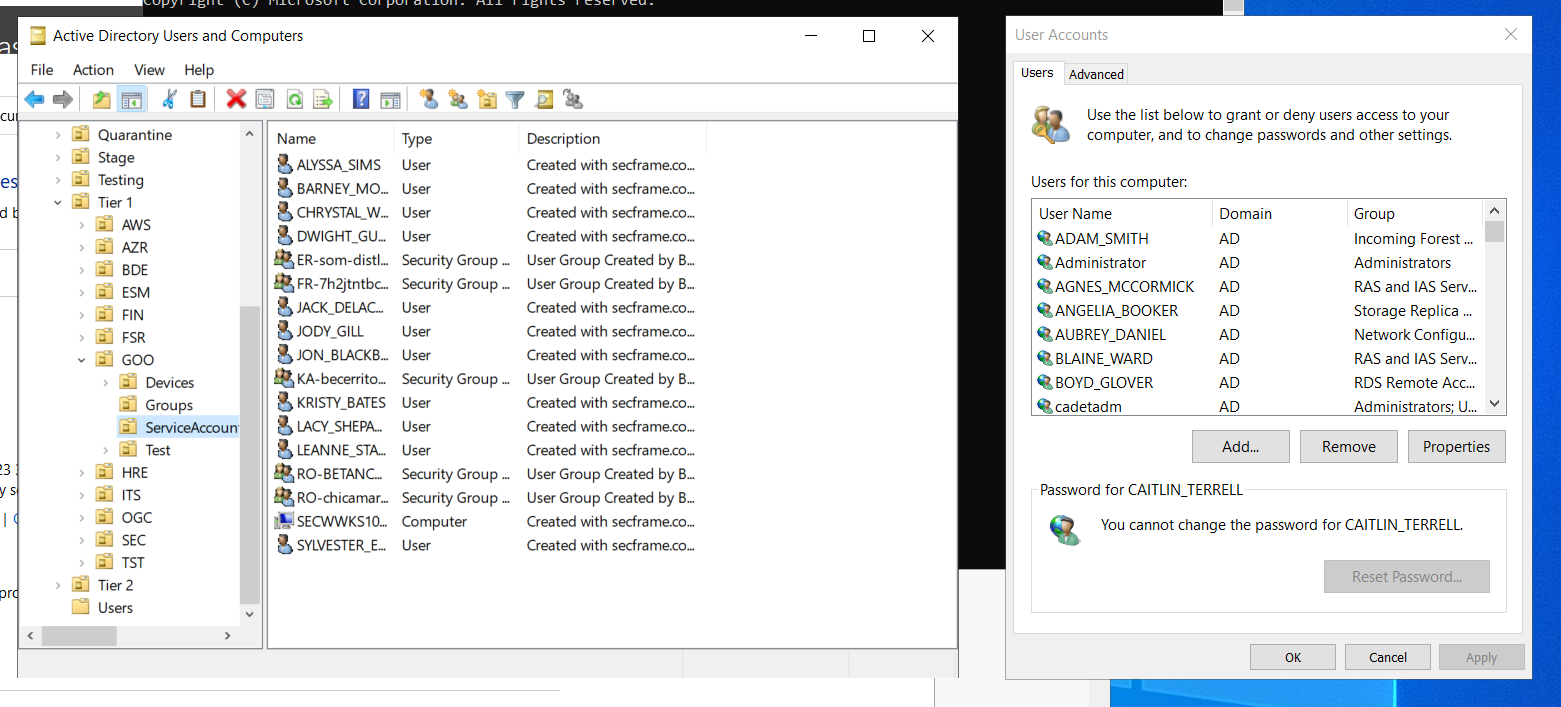 Copyright (C) Microsoft Corporation. All rights reserved.
Active Directory Users and Computers
File Action View Help
Quarantine
Stage
Testing
Tier 1
AWS
AZR
BDE
ESM
FIN
FSR
GOO
Devices
Groups
ServiceAccoun
Test
HRE
ITS
OGC
SEC
TST
Tier 2
Users
Name Type Description
ALYSSA_SIMS User Created with secframe.co...
BARNEY_MO... User Created with secframe.co...
CHRYSTAL_W... User Created with secframe.co...
DWIGHT_GU... User Created with secframe.co...
ER-som-distl... Security Group ... User Group Created by B...
FR-7h2jtntbc... Security Group ... User Group Created by B...
JACK_DELAC... User Created with secframe.co...
JODY_GILL User Created with secframe.co...
JON_BLACKB... User Created with secframe.co...
KA-becerrito... Security Group ... User Group Created by B...
KRISTY_BATES User Created with secframe.co...
LACY_SHEPA... User Created with secframe.co...
LEANNE_STA... User Created with secframe.co...
RO-BETANC... Security Group ... User Group Created by B...
RO-chicamar... Security Group ... User Group Created by B...
SECWWKS10... Computer Created with secframe.co...
SYLVESTER_E... User Created with secframe.co...
User Accounts
Users Advanced
Use the list below to grant or deny users access to your
computer, and to change passwords and other settings.
Users for this computer:
User Name Domain Group
ADAM_SMITH AD Incoming Forest ...
Administrator AD Administrators
AGNES_MCCORMICK AD RAS and IAS Serv...
ANGELIA_BOOKER AD Storage Replica ...
AUBREY_DANIEL AD Network Configu...
BLAINE_WARD AD RAS and IAS Serv...
BOYD_GLOVER AD RDS Remote Acc...
cadetadm AD Administrators; U...
Add... Remove Properties
Password for CAITLIN_TERRELL
You cannot change the password for CAITLIN_TERRELL.
Reset Password...
OK Cancel Apply